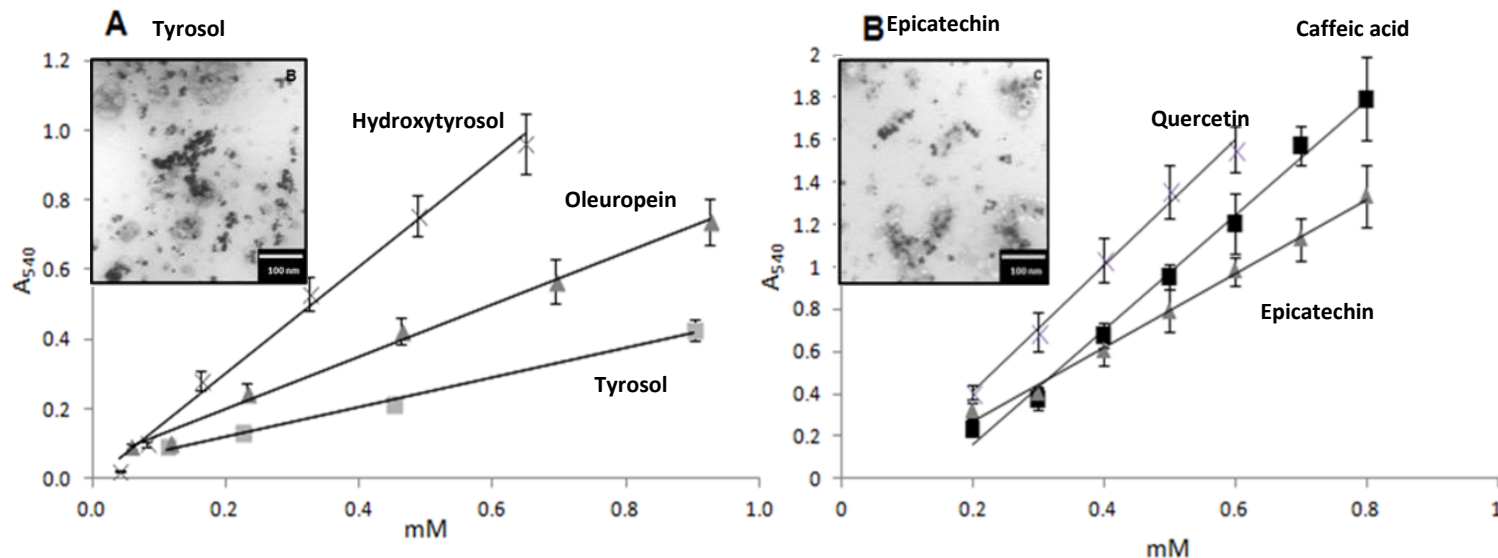 A
Tyrosol
1.2
1.0
0.8
0.6
0.4
0.2
0.0
A540
B
100 nm
Hydroxytyrosol
Oleuropein
Tyrosol
0.0
0.2
0.4
0.6
0.8
1.0
mM
B
Epicatechin
Caffeic acid
2
1.8
1.6
1.4
1.2
1
0.8
0.6
0.4
0.2
0
A540
C
100 nm
Quercetin
Epicatechin
0
0.2
0.4
0.6
0.8
1
mM